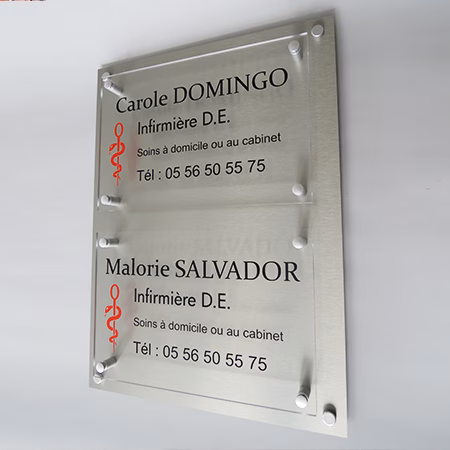 Carole DOMINGO
Infirmière D.E.
Soins à domicile ou au cabinet
Tél : 05 56 50 55 75
Malorie SALVADOR
Infirmière D.E.
Soins à domicile ou au cabinet
Tél : 05 56 50 55 75